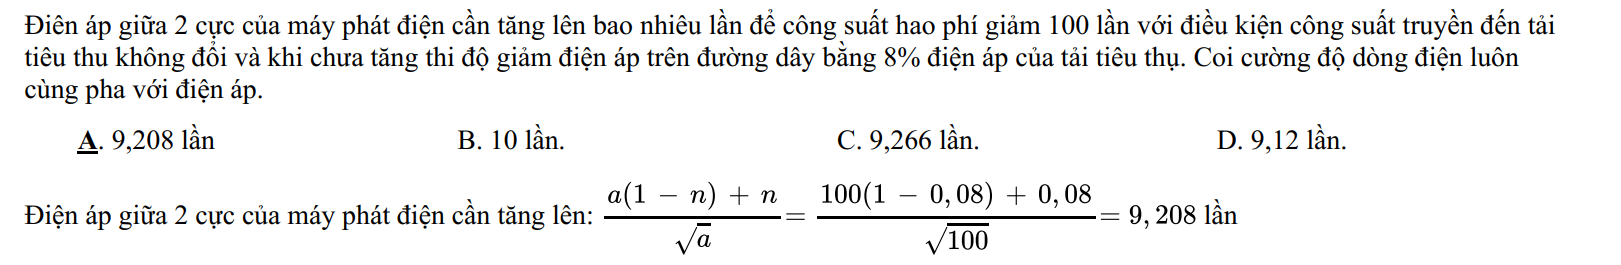 Điên áp giữa 2 cực của máy phát điện cần tăng lên bao nhiêu lần để công suất hao phí giảm 100 lần với điều kiện công suất truyền đến tải
tiêu thu không đổi và khi chưa tăng thi độ giảm điện áp trên đường dây bằng 8% điện áp của tải tiêu thụ. Coi cường độ dòng điện luôn
cùng pha với điện áp.
A. 9,208 lần B. 10 lần. C. 9,266 lần. D. 9,12 lần.
Điện áp giữa 2 cực của máy phát điện cần tăng lên: \frac{a(1 - n) + n}{\sqrt{a}} = \frac{100(1 - 0,08) + 0,08}{\sqrt{100}} = 9,208 lần